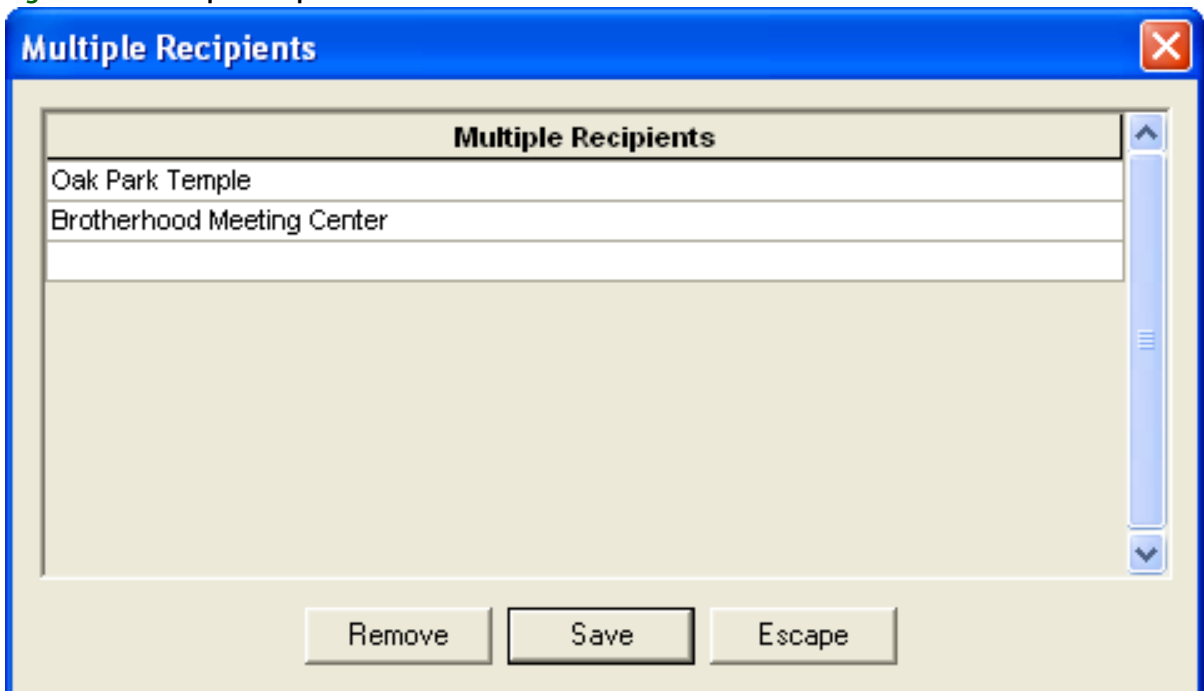 Multiple Recipients
Multiple Recipients
Oak Park Temple
Brotherhood Meeting Center
Remove
Save
Escape